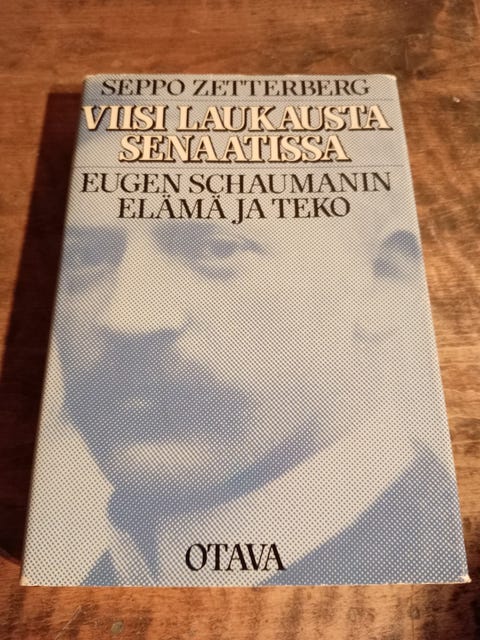 SEPPO ZETTERBERG
VIISI LAUKAUSTA
SENAATISSA
EUGEN SCHAUMANIN
ELÄMÄ JA TEKO
OTAVA